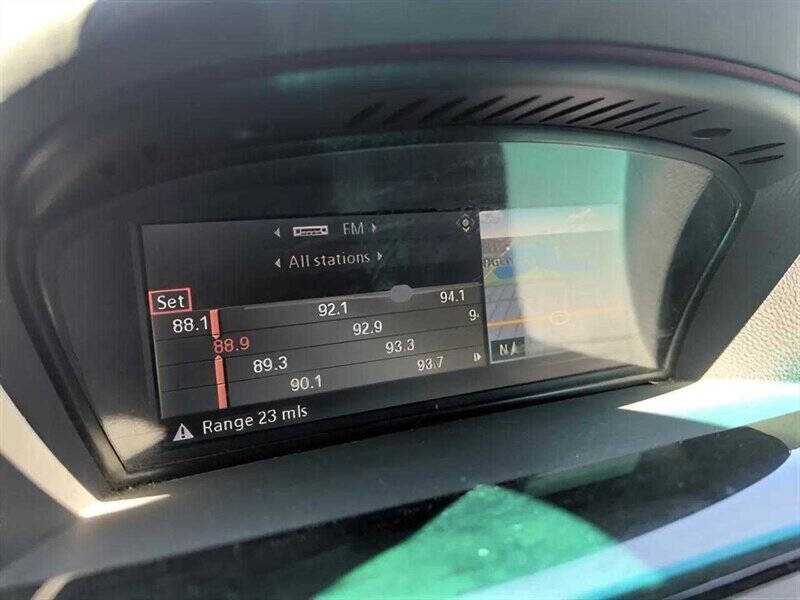 FM
All stations
Set
88.1 92.1 94.1
88.9 92.9
89.3 93.3
90.1 93.7
N
Range 23 mls